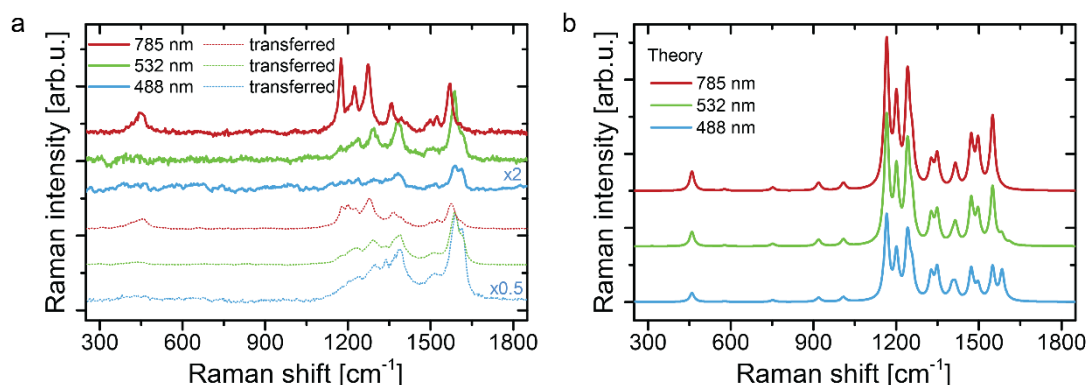 a
785 nm transferred
532 nm transferred
488 nm transferred
x2
x0.5
Raman intensity [arb.u.]
300 600 900 1200 1500 1800
Raman shift [cm⁻¹]
b
Theory
785 nm
532 nm
488 nm
Raman intensity [arb.u.]
300 600 900 1200 1500 1800
Raman shift [cm⁻¹]